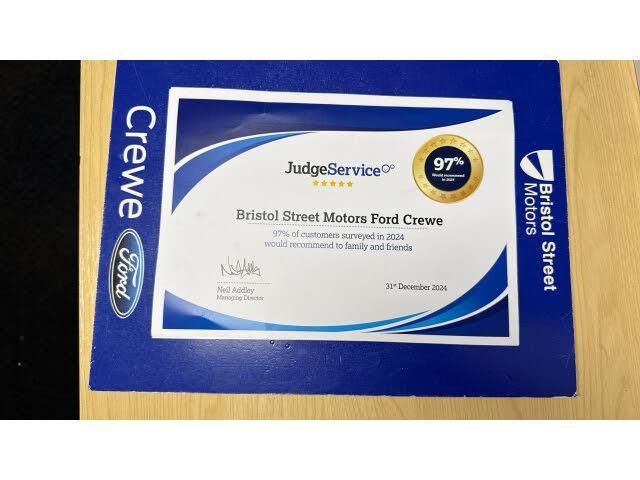 Crewe
Ford
JudgeService
97%
Would recommend
in 2024
Bristol Street Motors Ford Crewe
97% of customers surveyed in 2024
would recommend to family and friends
Neil Addley
Managing Director
31st December 2024
Bristol Street
Motors